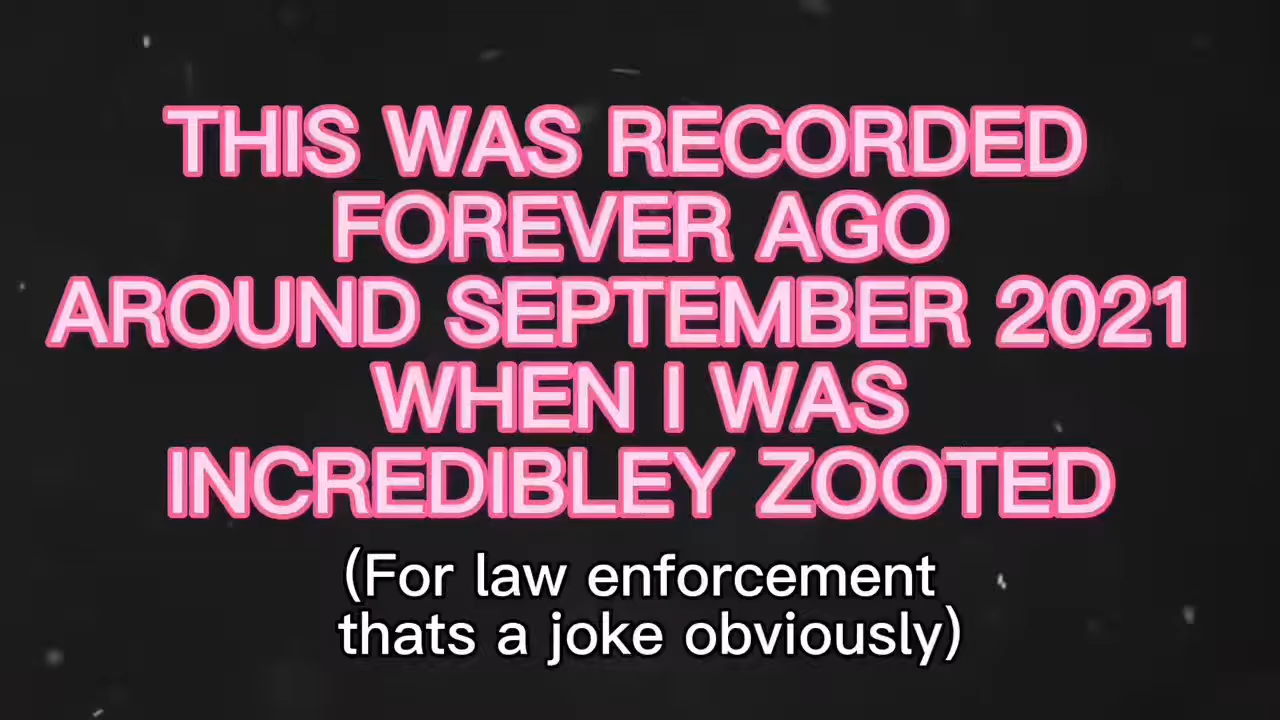 THIS WAS RECORDED
FOREVER AGO
AROUND SEPTEMBER 2021
WHEN I WAS
INCREDIBLEY ZOOTED
(For law enforcement
thats a joke obviously)